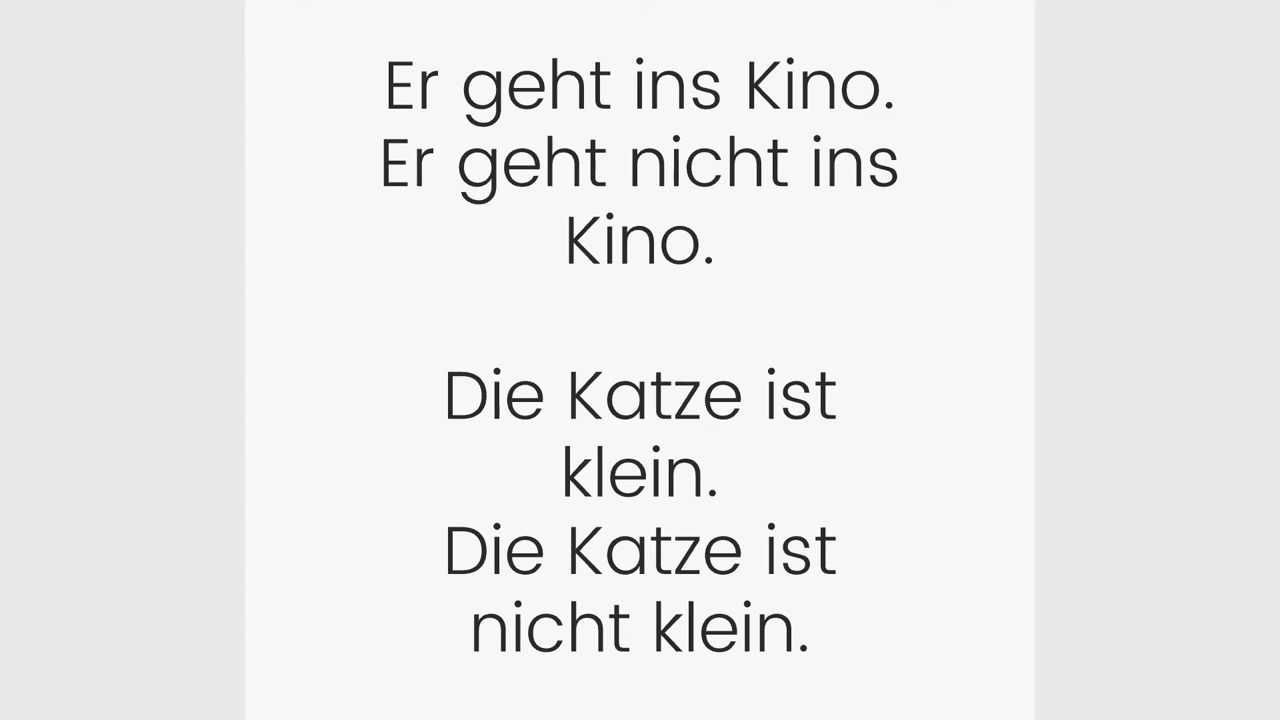 Er geht ins Kino.
Er geht nicht ins
Kino.
Die Katze ist
klein.
Die Katze ist
nicht klein.